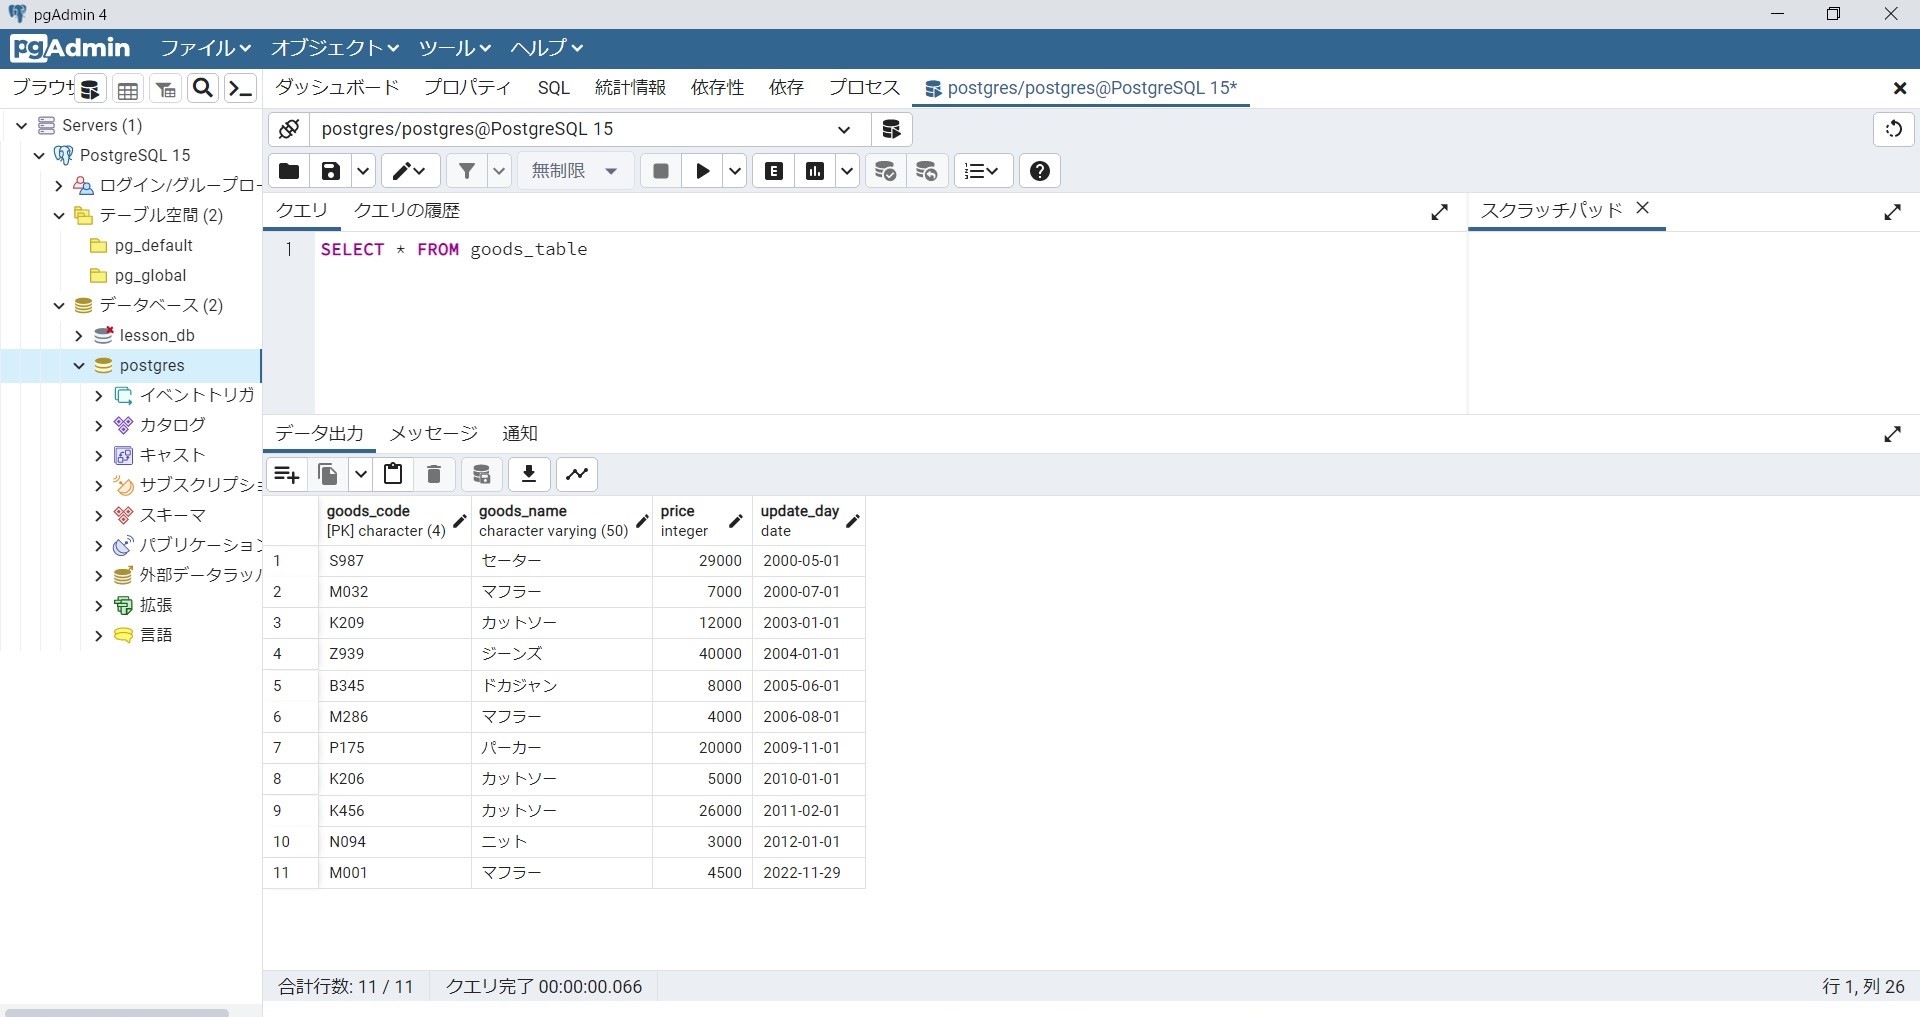 pgAdmin 4
pgAdmin ファイル オブジェクト ツール ヘルプ
ブラウザ
ダッシュボード プロパティ SQL 統計情報 依存性 依存 プロセス postgres/postgres@PostgreSQL 15*
Servers (1)
PostgreSQL 15
ログイン/グループロー
テーブル空間 (2)
pg_default
pg_global
データベース (2)
lesson_db
postgres
イベントトリガ
カタログ
キャスト
サブスクリプショ
スキーマ
パブリケーション
外部データラッパ
拡張
言語
postgres/postgres@PostgreSQL 15
無制限
E
クエリ クエリの履歴
スクラッチパッド
1 SELECT * FROM goods_table
データ出力 メッセージ 通知
goods_code goods_name price update_day
[PK] character (4) character varying (50) integer date
1 S987 セーター 29000 2000-05-01
2 M032 マフラー 7000 2000-07-01
3 K209 カットソー 12000 2003-01-01
4 Z939 ジーンズ 40000 2004-01-01
5 B345 ドカジャン 8000 2005-06-01
6 M286 マフラー 4000 2006-08-01
7 P175 パーカー 20000 2009-11-01
8 K206 カットソー 5000 2010-01-01
9 K456 カットソー 26000 2011-02-01
10 N094 ニット 3000 2012-01-01
11 M001 マフラー 4500 2022-11-29
合計行数: 11 / 11 クエリ完了 00:00:00.066
行 1, 列 26